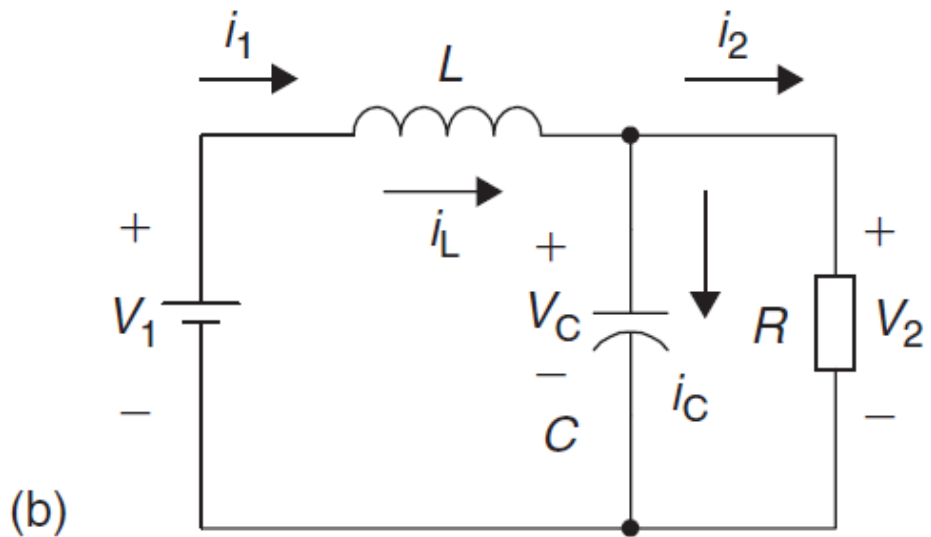 i1 L i2
iL
+ + +
V1 VC R V2
− − −
C iC
(b)